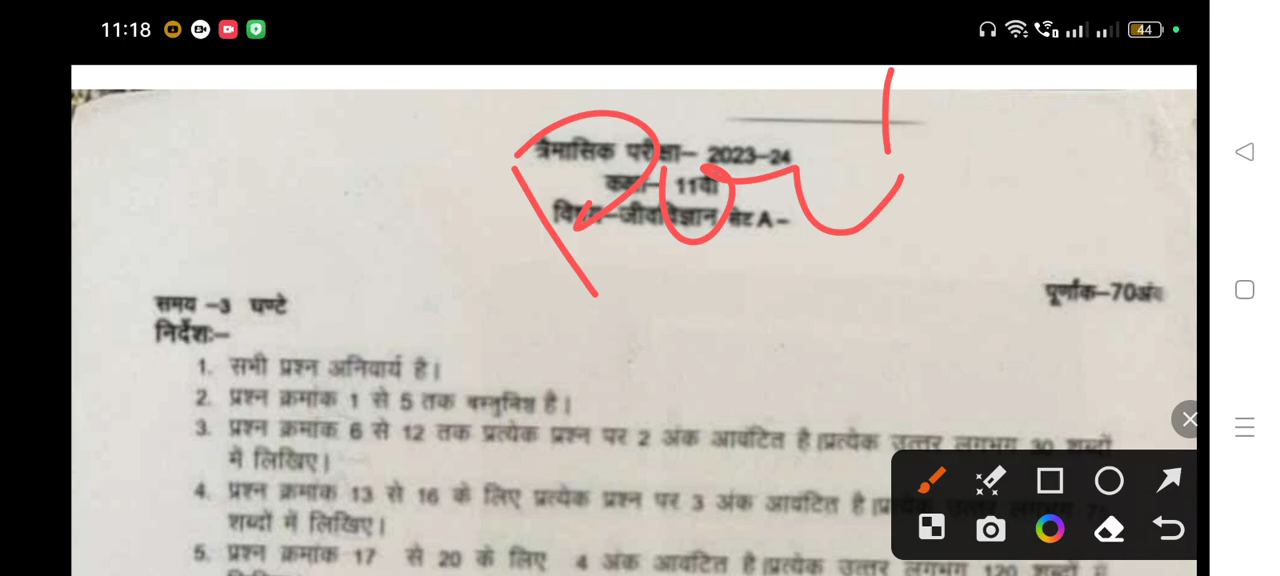 11:18
44
त्रैमासिक परीक्षा– 2023-24
कक्षा– 11वीं
विषय–जीवविज्ञान सेट A–
समय –3 घण्टे
पूर्णांक–70अंक
निर्देशः–
1. सभी प्रश्न अनिवार्य है।
2. प्रश्न क्रमांक 1 से 5 तक वस्तुनिष्ठ है।
3. प्रश्न क्रमांक 6 से 12 तक प्रत्येक प्रश्न पर 2 अंक आवंटित है।प्रत्येक उत्तर लगभग 30 शब्दों
में लिखिए।
4. प्रश्न क्रमांक 13 से 16 के लिए प्रत्येक प्रश्न पर 3 अंक आवंटित है।
शब्दों में लिखिए।
5. प्रश्न क्रमांक 17 से 20 के लिए 4 अंक आवंटित है।प्रत्येक उत्तर लगभग 120 शब्दों में